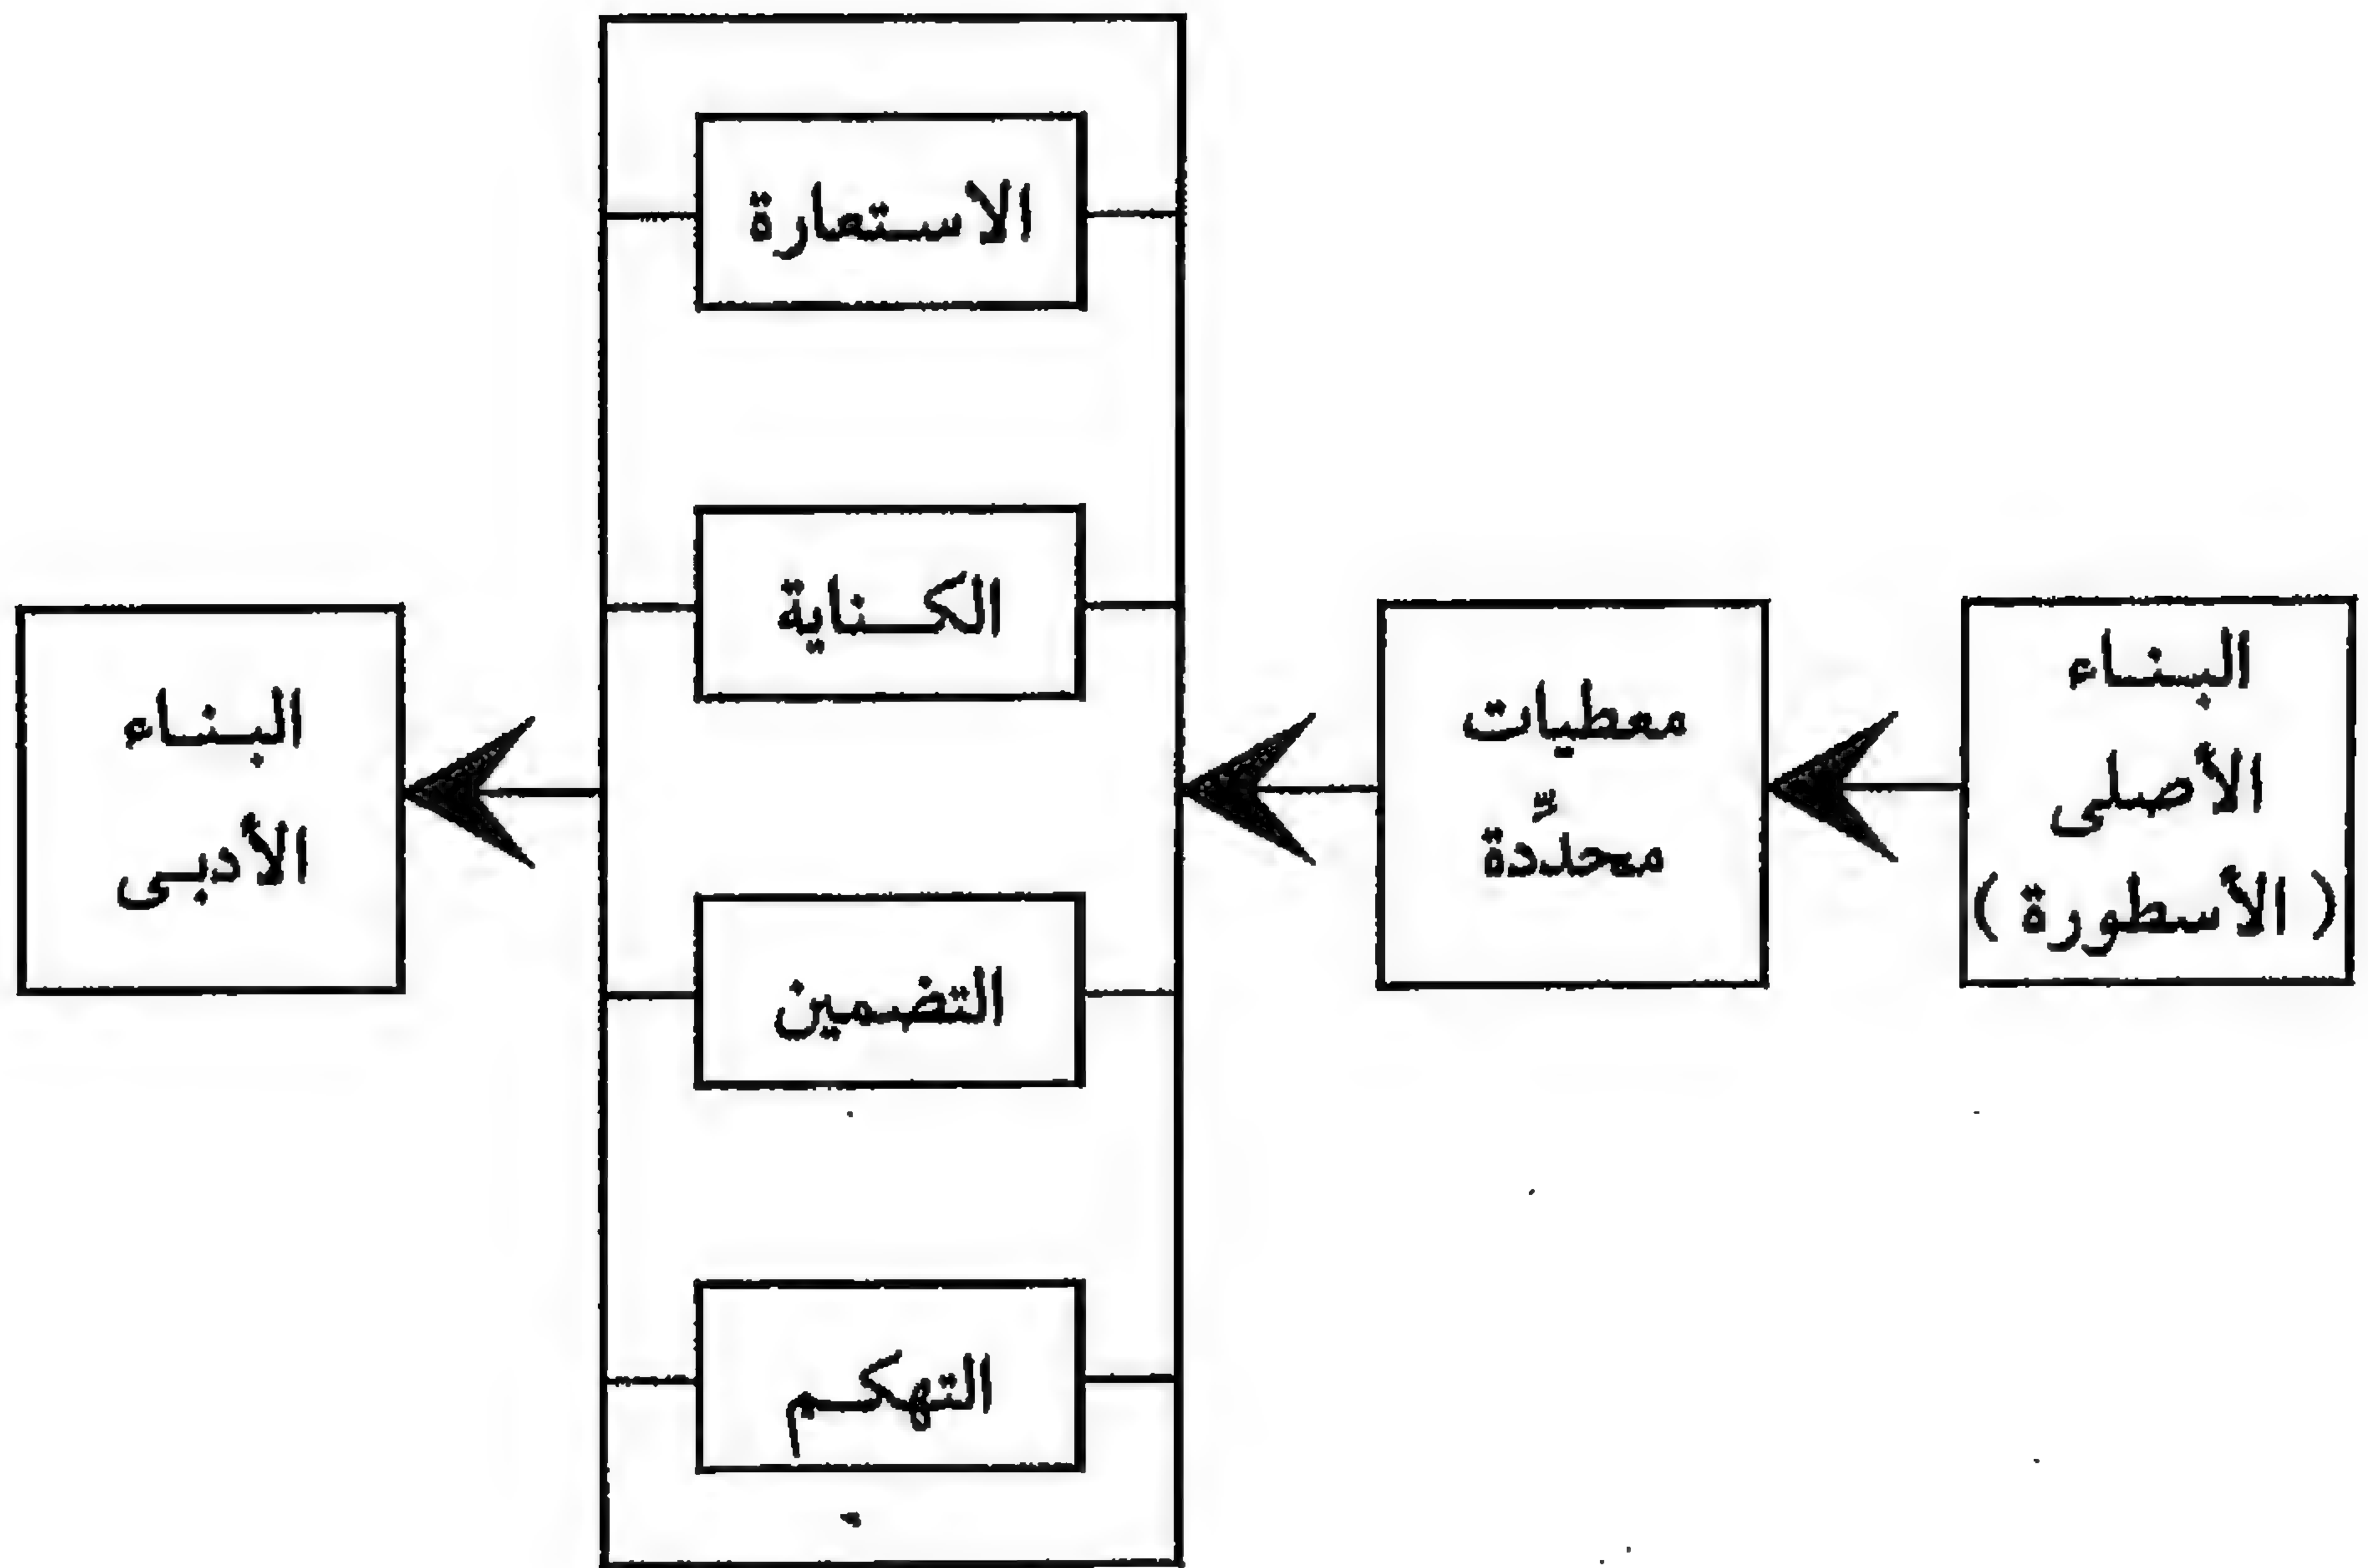 البناء
الأصلى
( الأسطورة )
معطيات
محدّدة
الاستعارة
الكناية
التضمين
التهكم
البناء
الأدبى